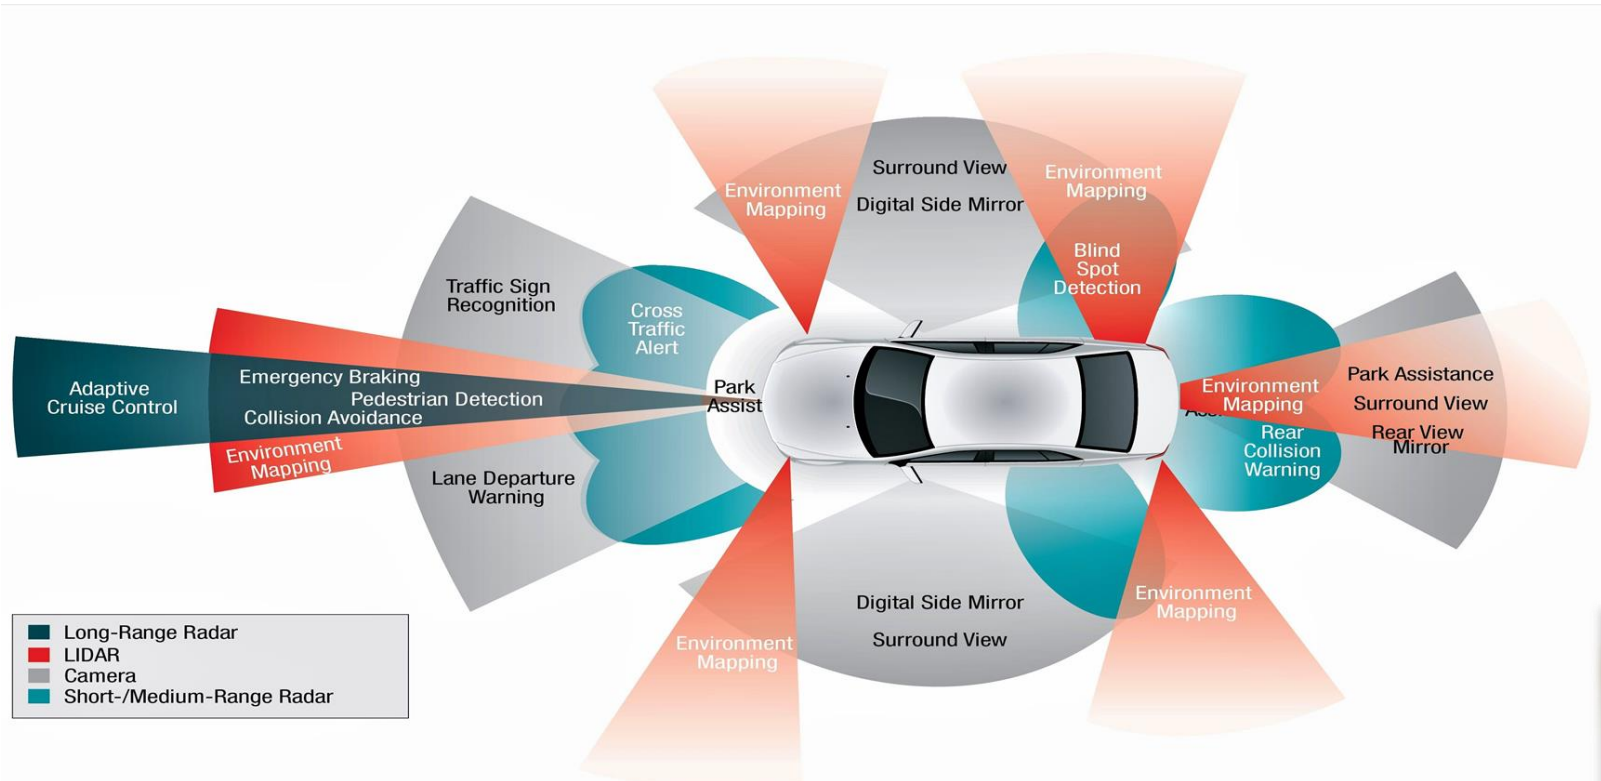 Surround View
Digital Side Mirror
Environment
Mapping
Environment
Mapping
Blind
Spot
Detection
Traffic Sign
Recognition
Cross
Traffic
Alert
Adaptive
Cruise Control
Emergency Braking
Pedestrian Detection
Collision Avoidance
Environment
Mapping
Lane Departure
Warning
Park
Assist
Environment
Mapping
Rear
Collision
Warning
Park Assistance
Surround View
Rear View
Mirror
Digital Side Mirror
Surround View
Environment
Mapping
Environment
Mapping
Long-Range Radar
LIDAR
Camera
Short-/Medium-Range Radar